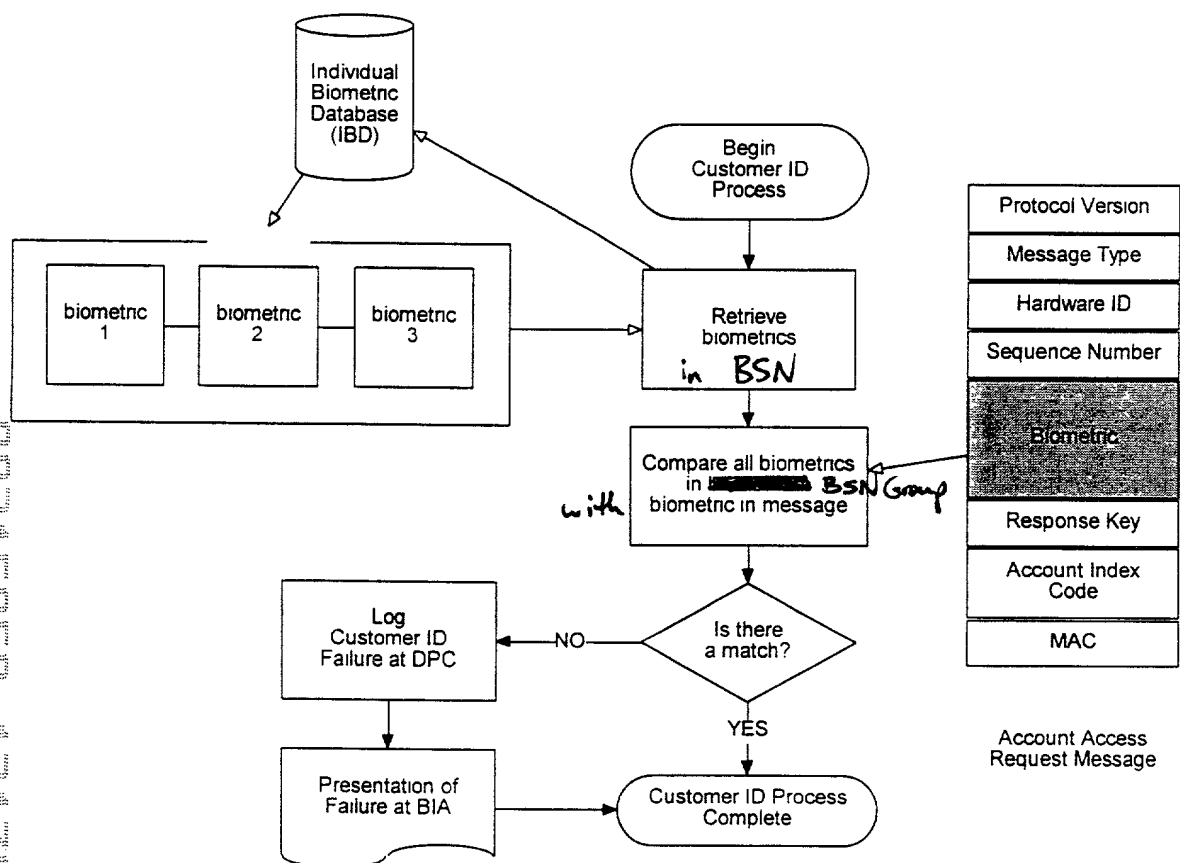 Individual
Biometric
Database
(IBD)
Begin
Customer ID
Process
biometric
1
biometric
2
biometric
3
Retrieve
biometrics
in BSN
Compare all biometrics
in BSN Group
with biometric in message
Is there
a match?
NO
YES
Log
Customer ID
Failure at DPC
Presentation of
Failure at BIA
Customer ID Process
Complete
Protocol Version
Message Type
Hardware ID
Sequence Number
Biometric
Response Key
Account Index
Code
MAC
Account Access
Request Message